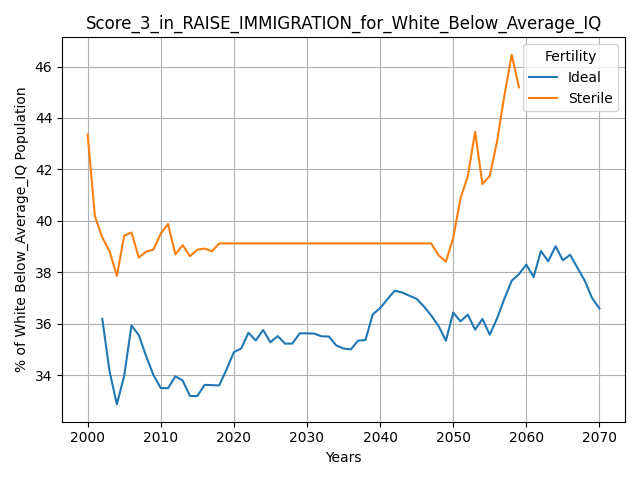 Score_3_in_RAISE_IMMIGRATION_for_White_Below_Average_IQ
% of White Below_Average_IQ Population
46
44
42
40
38
36
34
Fertility
Ideal
Sterile
2000 2010 2020 2030 2040 2050 2060 2070
Years